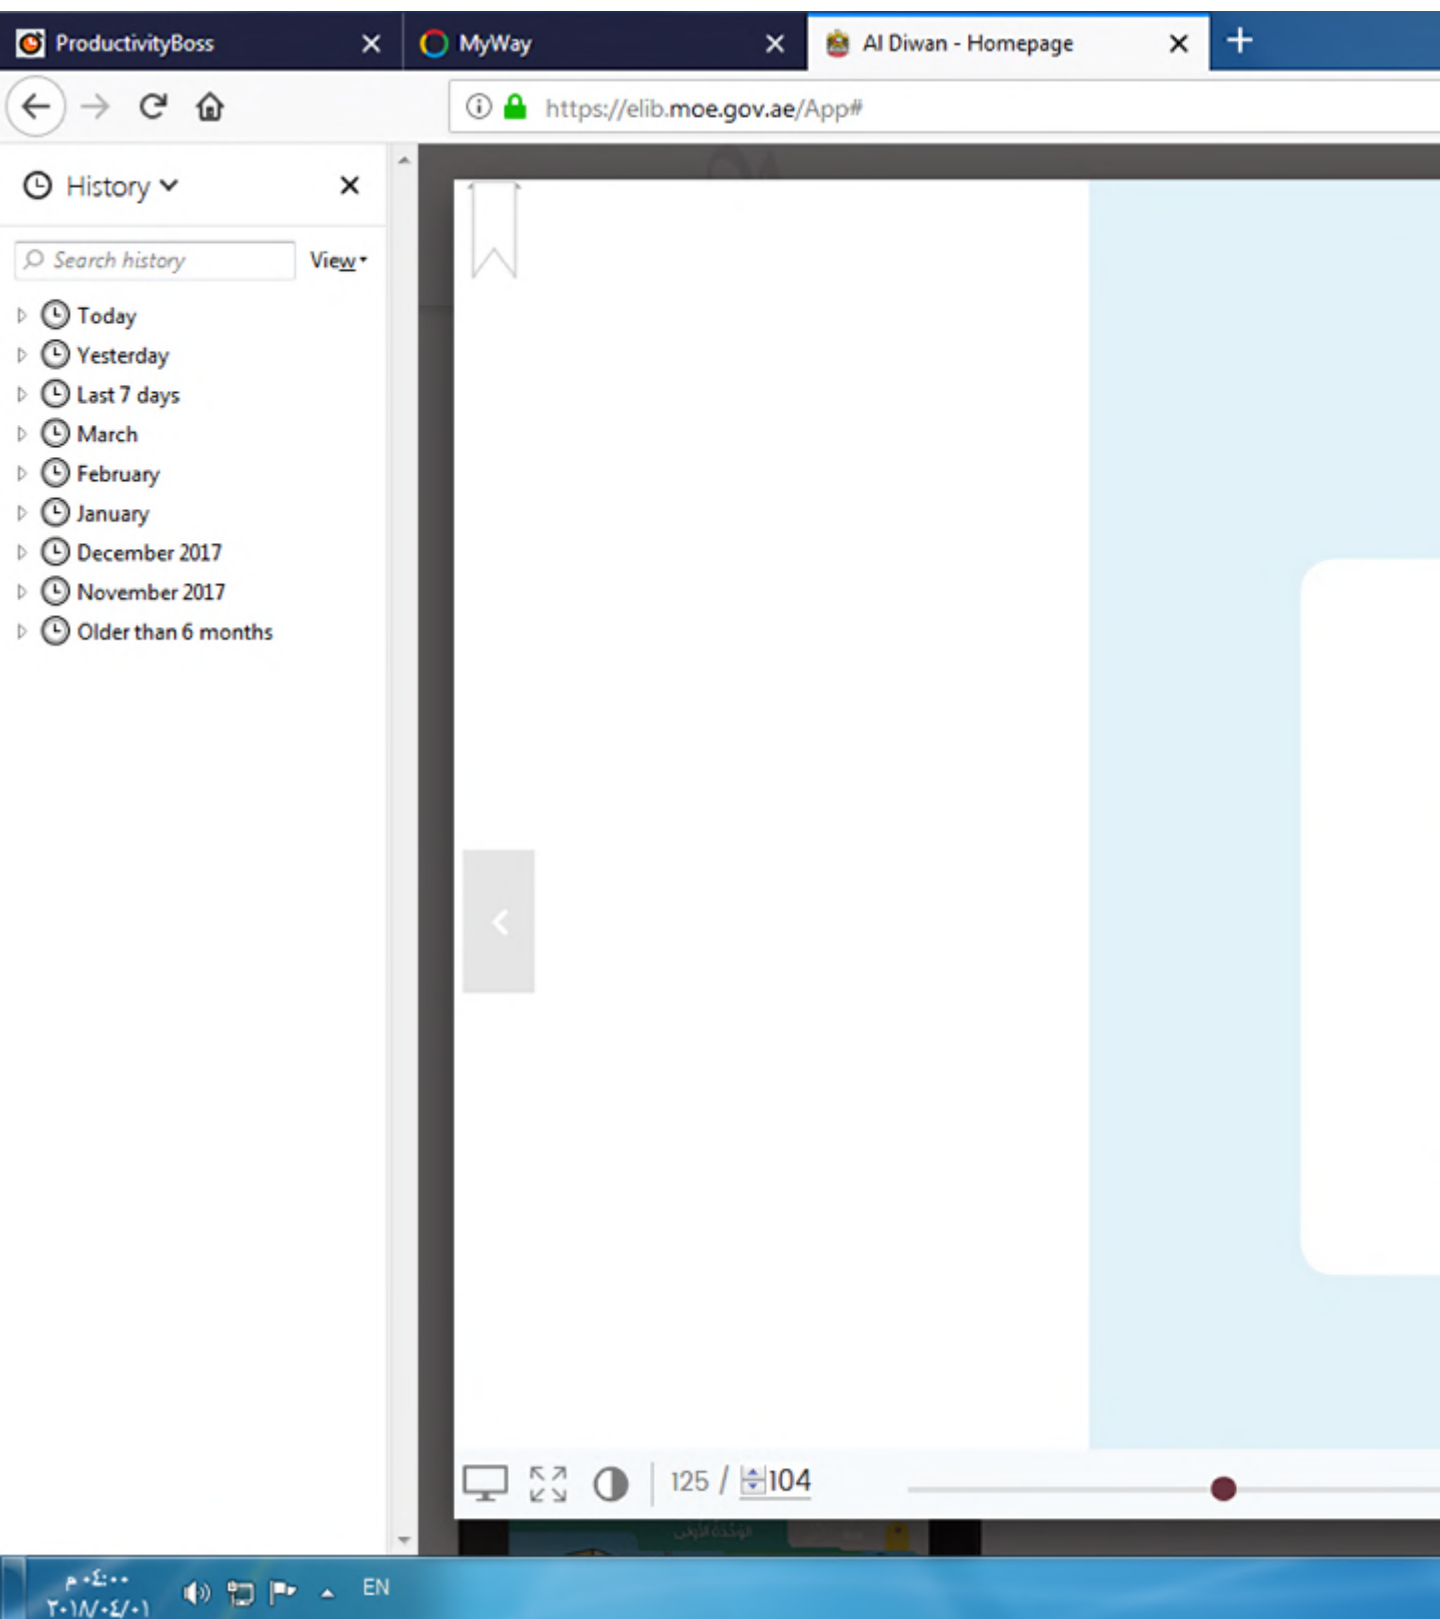 ProductivityBoss
MyWay
Al Diwan - Homepage
https://elib.moe.gov.ae/App#
History
Search history
View
Today
Yesterday
Last 7 days
March
February
January
December 2017
November 2017
Older than 6 months
125 / 104
الوحدة الأولى
٠٤:٠٠ م
٢٠١٨/٠٤/٠١
EN